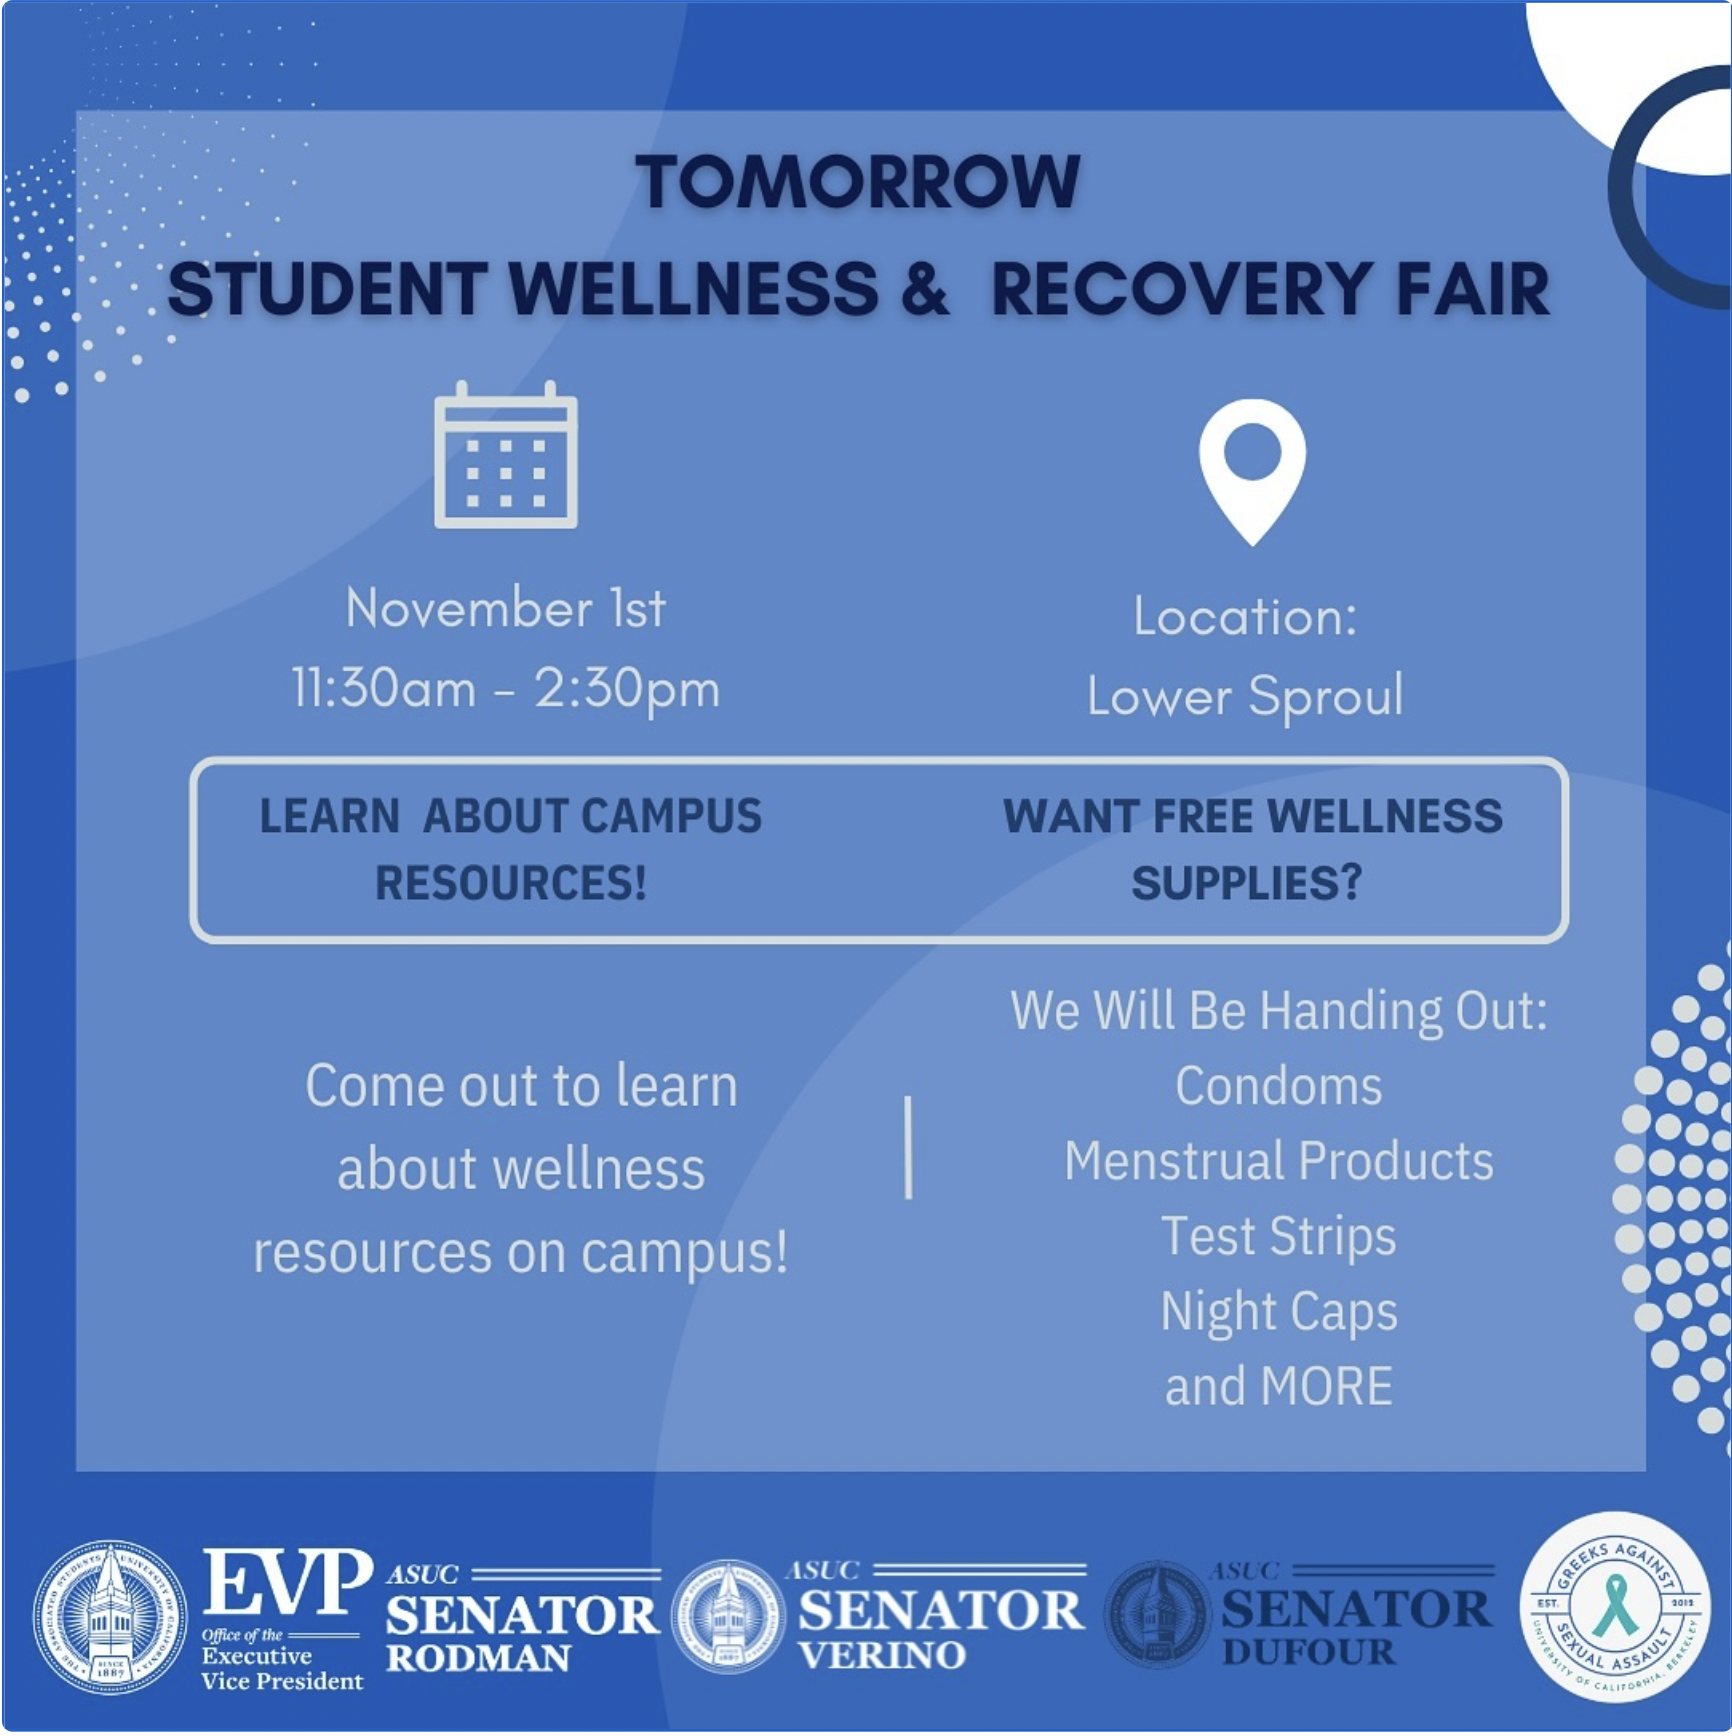 TOMORROW
STUDENT WELLNESS & RECOVERY FAIR
November 1st
11:30am - 2:30pm
Location:
Lower Sproul
LEARN ABOUT CAMPUS
RESOURCES!
WANT FREE WELLNESS
SUPPLIES?
Come out to learn
about wellness
resources on campus!
We Will Be Handing Out:
Condoms
Menstrual Products
Test Strips
Night Caps
and MORE
THE ASSOCIATED STUDENTS UNIVERSITY OF CALIFORNIA
SINCE
1887
EVP
Office of the
Executive
Vice President
ASUC
SENATOR
RODMAN
ASUC
SENATOR
VERINO
ASUC
SENATOR
DUFOUR
GREEKS AGAINST
SEXUAL ASSAULT
EST. 2012
UNIVERSITY OF CALIFORNIA, BERKELEY